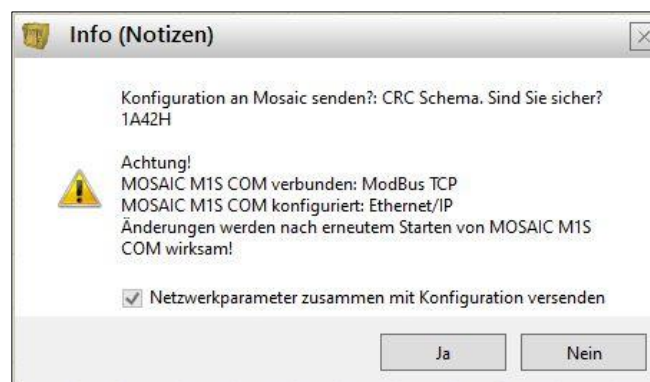 Info (Notizen)
Konfiguration an Mosaic senden?: CRC Schema. Sind Sie sicher?
1A42H
Achtung!
MOSAIC M1S COM verbunden: ModBus TCP
MOSAIC M1S COM konfiguriert: Ethernet/IP
Änderungen werden nach erneutem Starten von MOSAIC M1S
COM wirksam!
Netzwerkparameter zusammen mit Konfiguration versenden
Ja
Nein